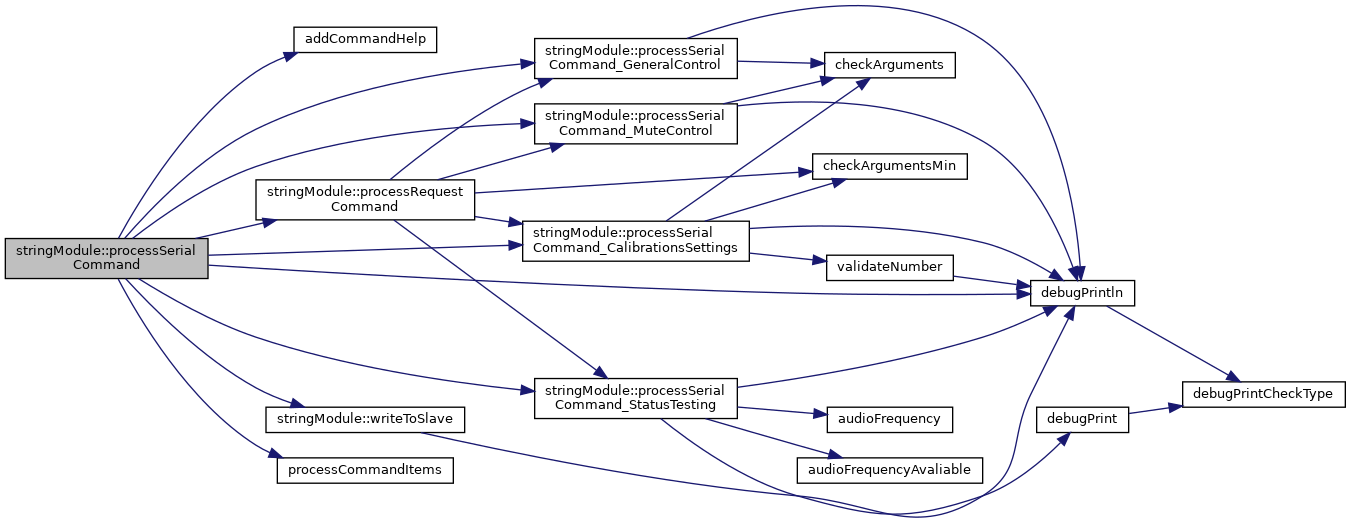 addCommandHelp
stringModule::processSerial
Command_GeneralControl
checkArguments
stringModule::processSerial
Command_MuteControl
checkArgumentsMin
stringModule::processRequest
Command
stringModule::processSerial
Command_CalibrationsSettings
stringModule::processSerial
Command
validateNumber
debugPrintln
stringModule::processSerial
Command_StatusTesting
debugPrintCheckType
stringModule::writeToSlave
audioFrequency
debugPrint
processCommandItems
audioFrequencyAvaliable